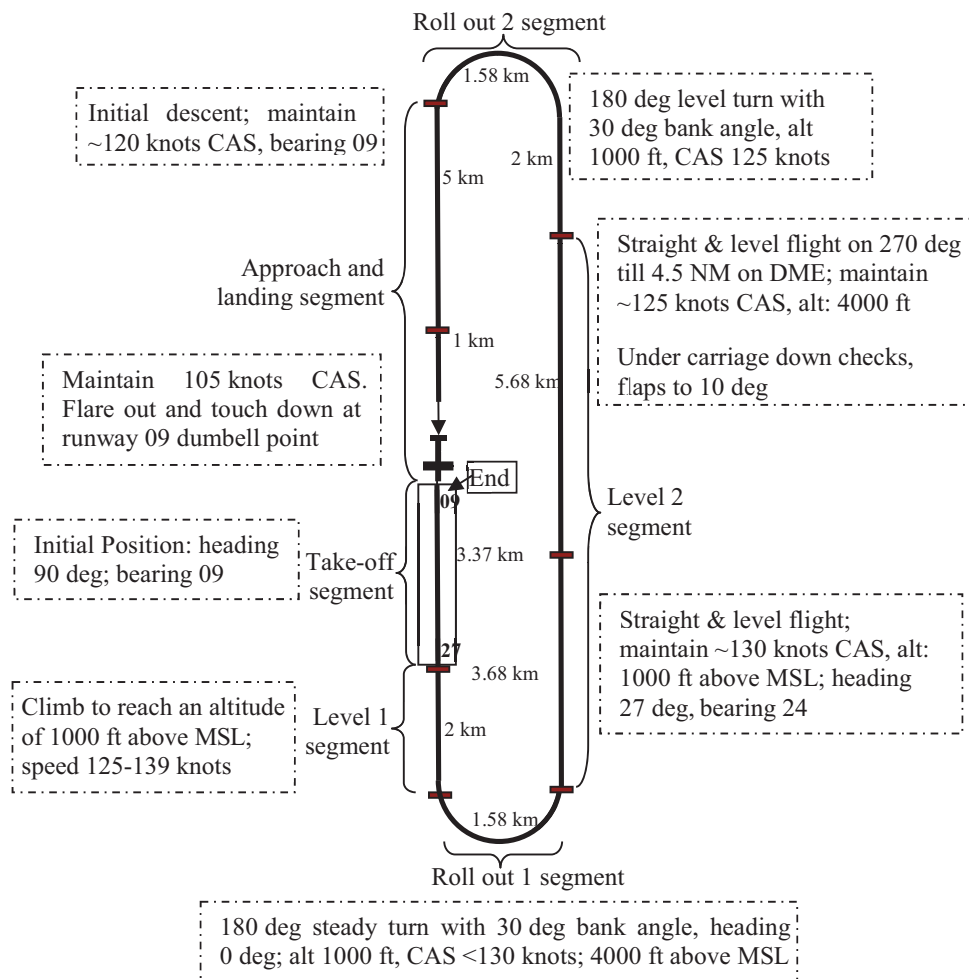 Roll out 2 segment
1.58 km
Initial descent; maintain
~120 knots CAS, bearing 09
180 deg level turn with
30 deg bank angle, alt
1000 ft, CAS 125 knots
2 km
5 km
Straight & level flight on 270 deg
till 4.5 NM on DME; maintain
~125 knots CAS, alt: 4000 ft
Under carriage down checks,
flaps to 10 deg
Approach and
landing segment
1 km
Maintain 105 knots CAS.
Flare out and touch down at
runway 09 dumbell point
5.68 km
End
09
Level 2
segment
Initial Position: heading
90 deg; bearing 09
Take-off
segment
3.37 km
27
3.68 km
Straight & level flight;
maintain ~130 knots CAS, alt:
1000 ft above MSL; heading
27 deg, bearing 24
Climb to reach an altitude
of 1000 ft above MSL;
speed 125-139 knots
Level 1
segment
2 km
1.58 km
Roll out 1 segment
180 deg steady turn with 30 deg bank angle, heading
0 deg; alt 1000 ft, CAS <130 knots; 4000 ft above MSL